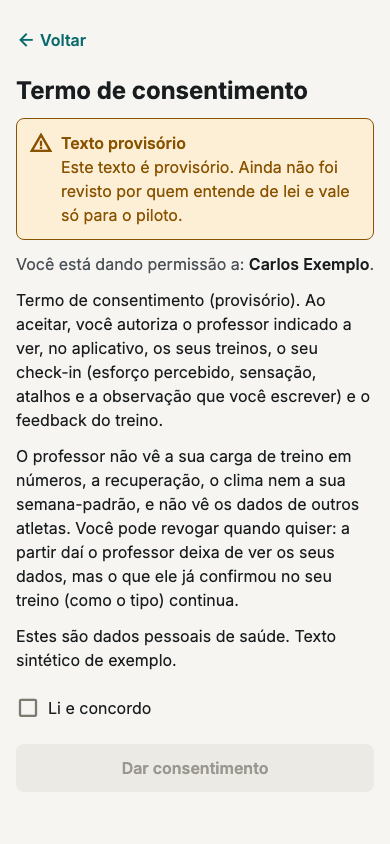 Voltar
Termo de consentimento
Texto provisório
Este texto é provisório. Ainda não foi
revisto por quem entende de lei e vale
só para o piloto.
Você está dando permissão a: Carlos Exemplo.
Termo de consentimento (provisório). Ao
aceitar, você autoriza o professor indicado a
ver, no aplicativo, os seus treinos, o seu
check-in (esforço percebido, sensação,
atalhos e a observação que você escrever) e o
feedback do treino.
O professor não vê a sua carga de treino em
números, a recuperação, o clima nem a sua
semana-padrão, e não vê os dados de outros
atletas. Você pode revogar quando quiser: a
partir daí o professor deixa de ver os seus
dados, mas o que ele já confirmou no seu
treino (como o tipo) continua.
Estes são dados pessoais de saúde. Texto
sintético de exemplo.
Li e concordo
Dar consentimento